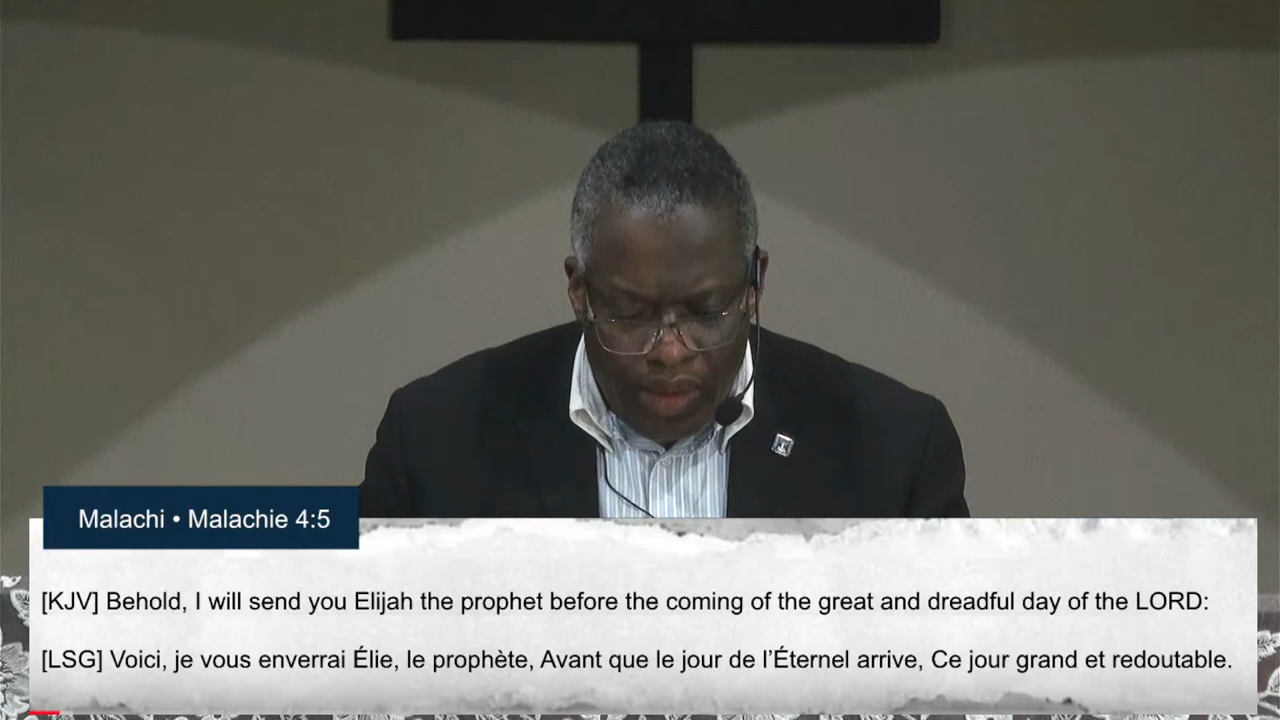 Malachi • Malachie 4:5
[KJV] Behold, I will send you Elijah the prophet before the coming of the great and dreadful day of the LORD:
[LSG] Voici, je vous enverrai Élie, le prophète, Avant que le jour de l’Éternel arrive, Ce jour grand et redoutable.